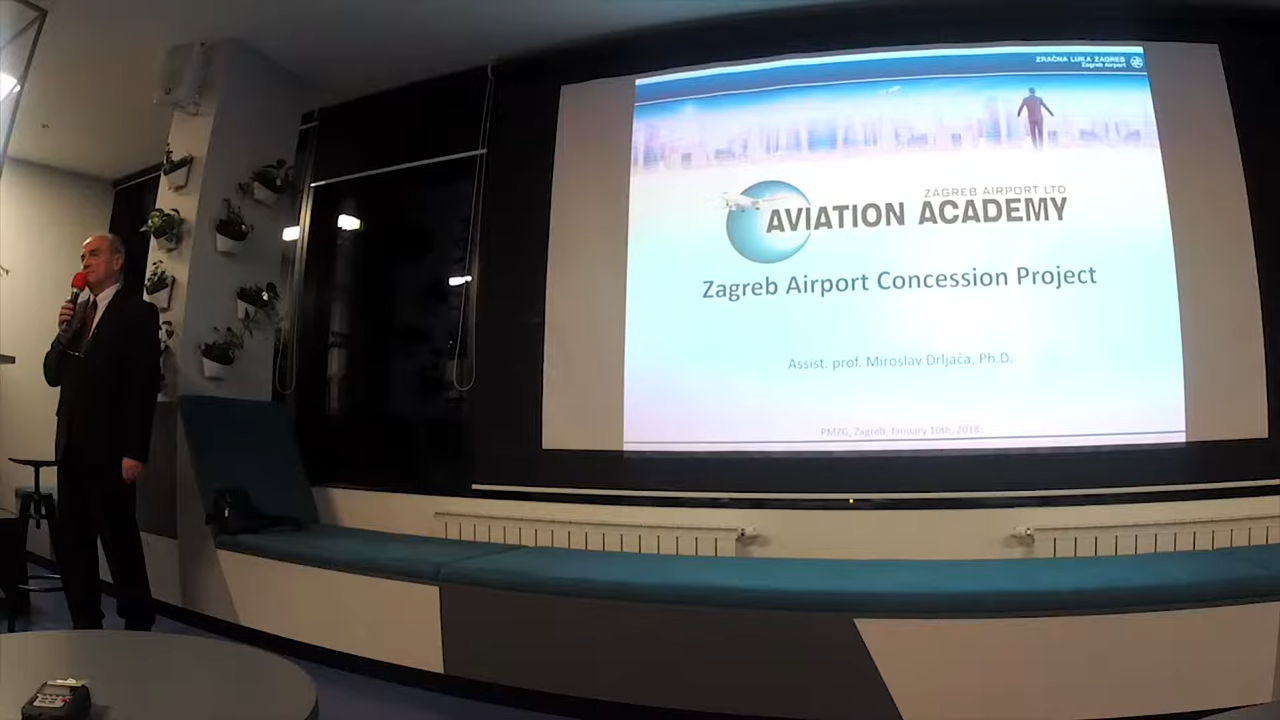 ZRAČNA LUKA ZAGREB
Zagreb Airport
ZAGREB AIRPORT LTD
AVIATION ACADEMY
Zagreb Airport Concession Project
Assist. prof. Miroslav Drljača, Ph.D.
PMZG, Zagreb, January 10th, 2018.